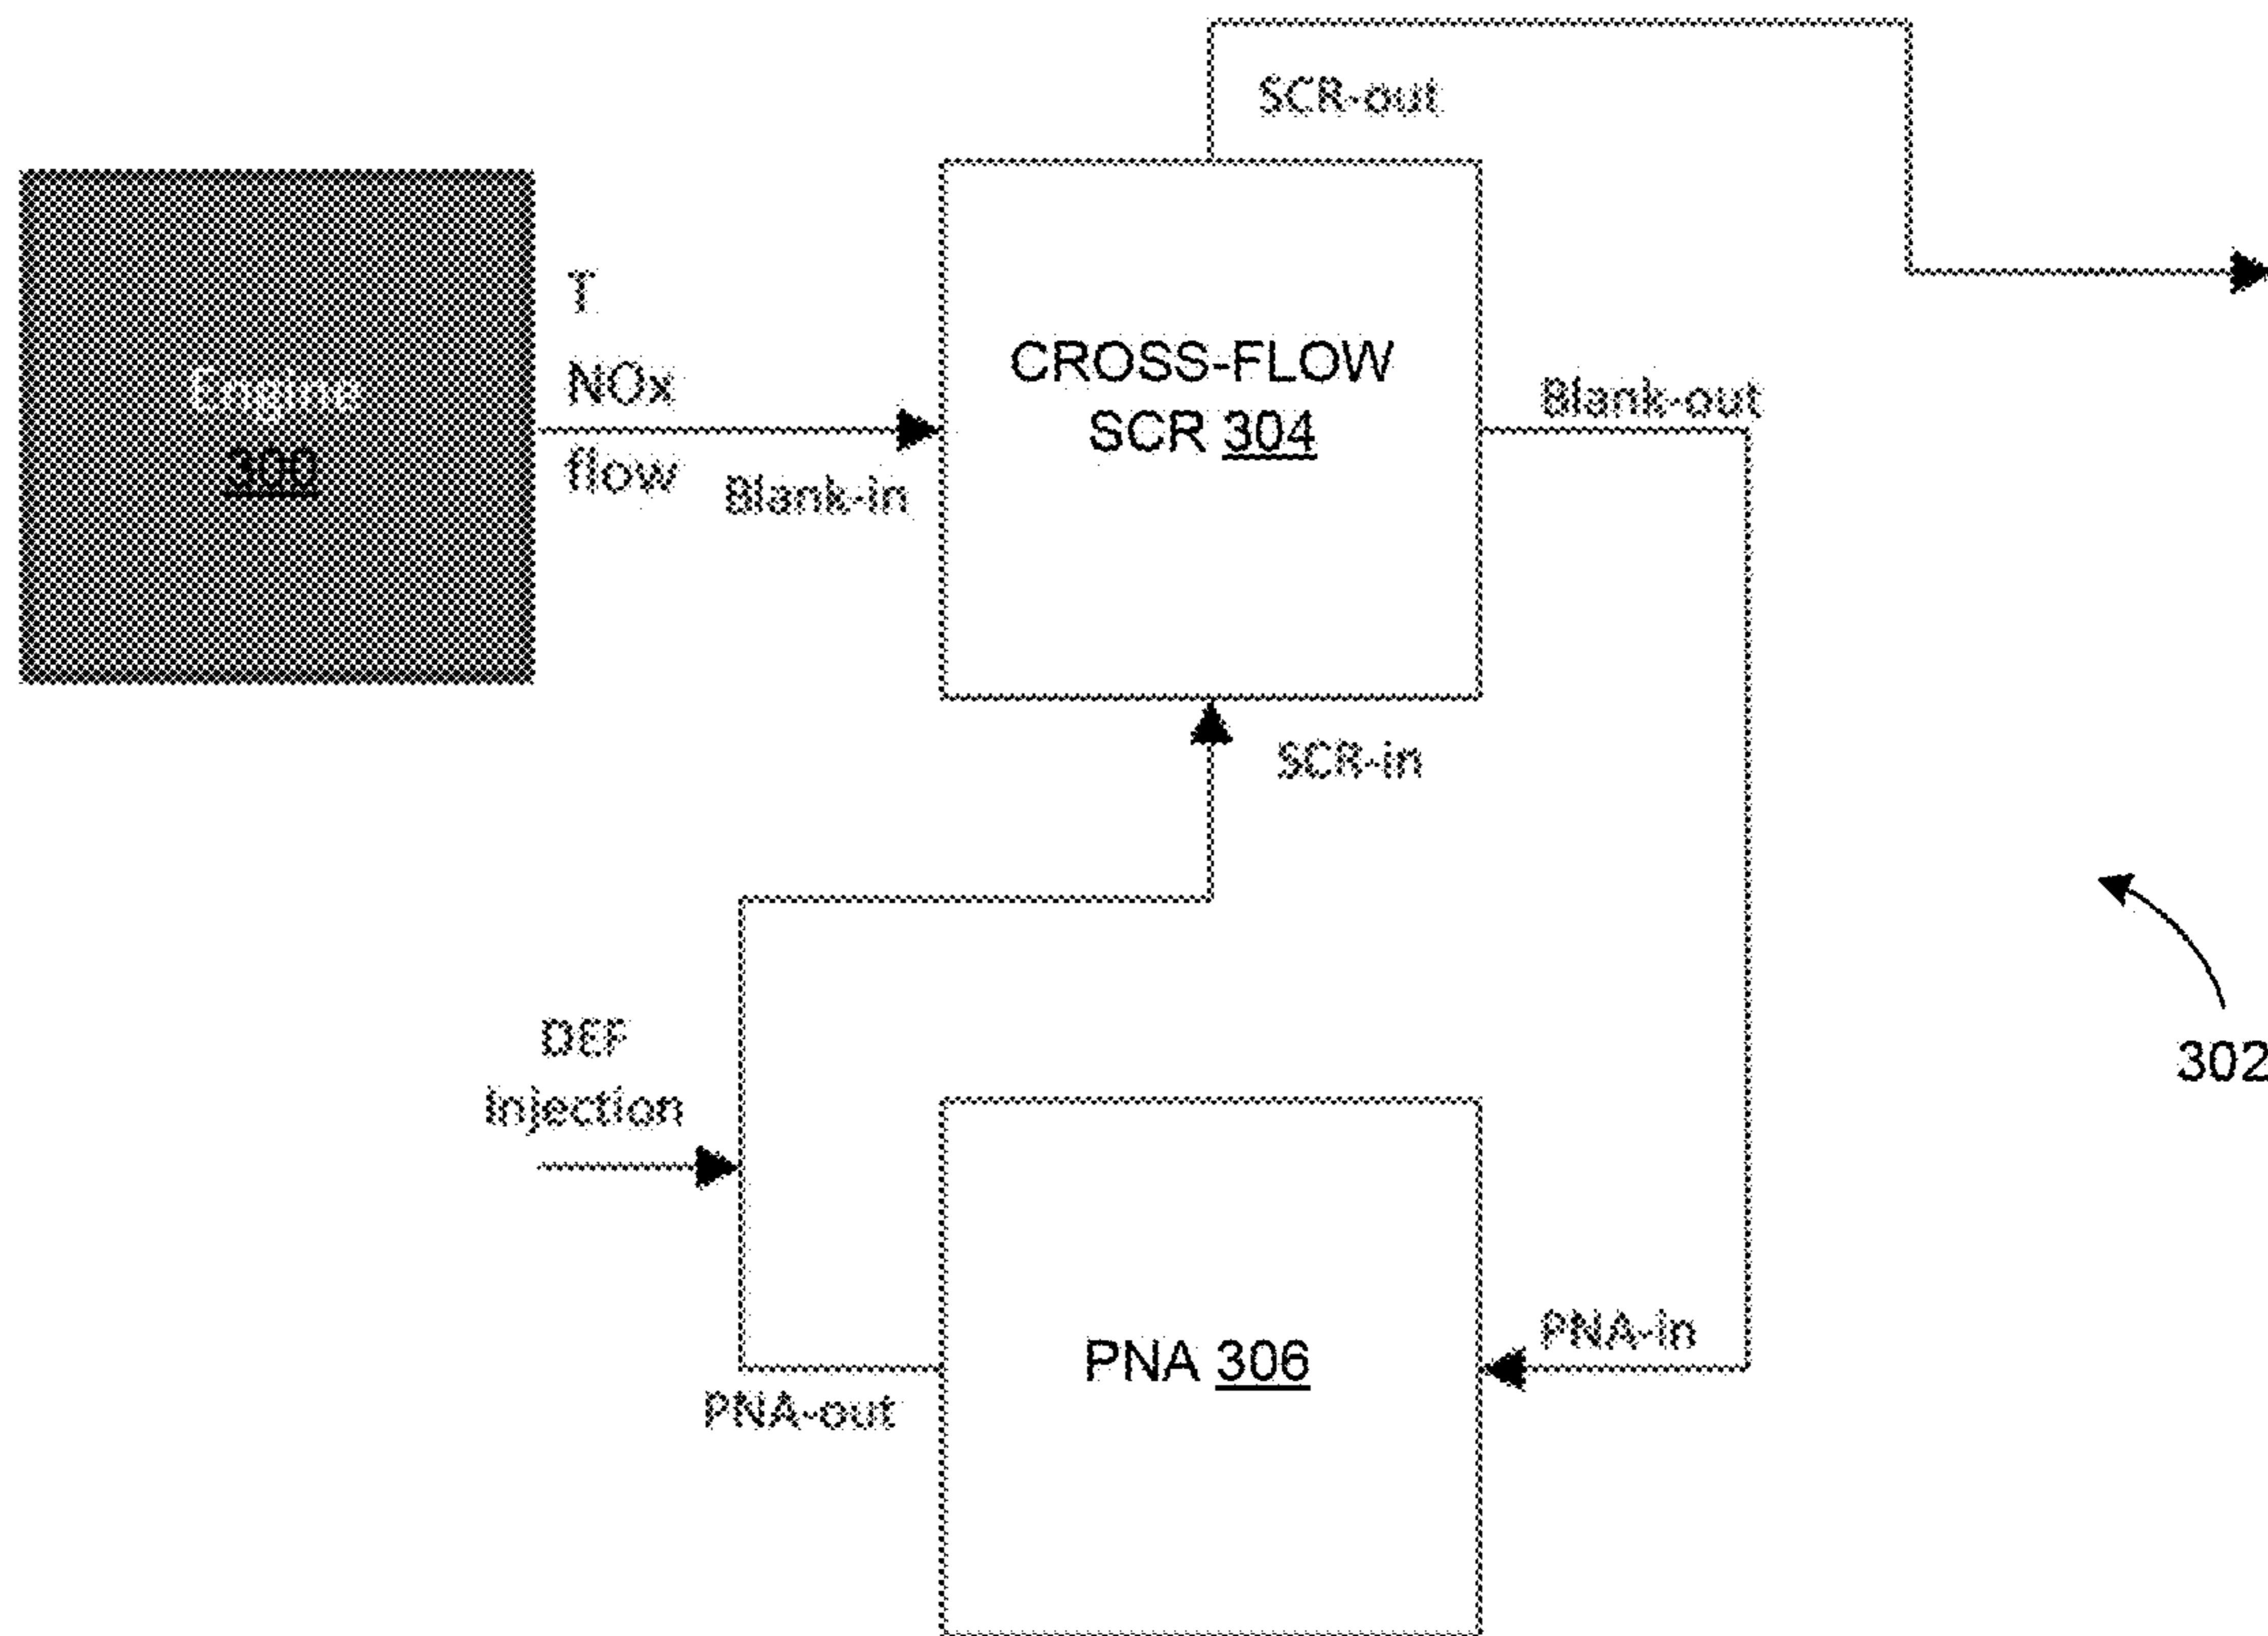 SCR-out
Engine
300
T
NOx
flow
Blank-in
CROSS-FLOW
SCR 304
Blank-out
SCR-in
DEF
Injection
302
PNA 306
PNA-in
PNA-out